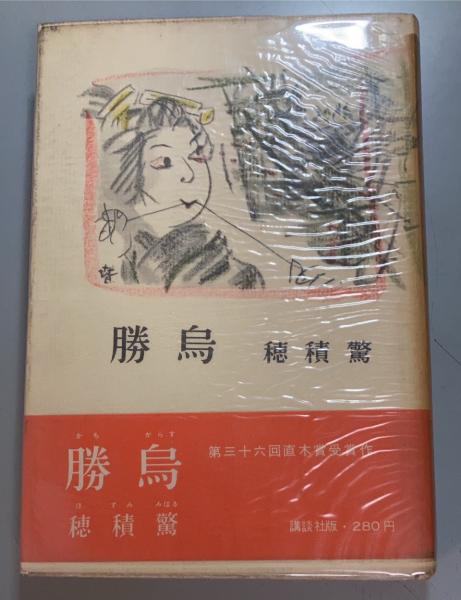 勝烏 穂積驚
かち からす
勝烏
第三十六回直木賞受賞作
ほ ずみ みはる
穂積驚
講談社版・280円